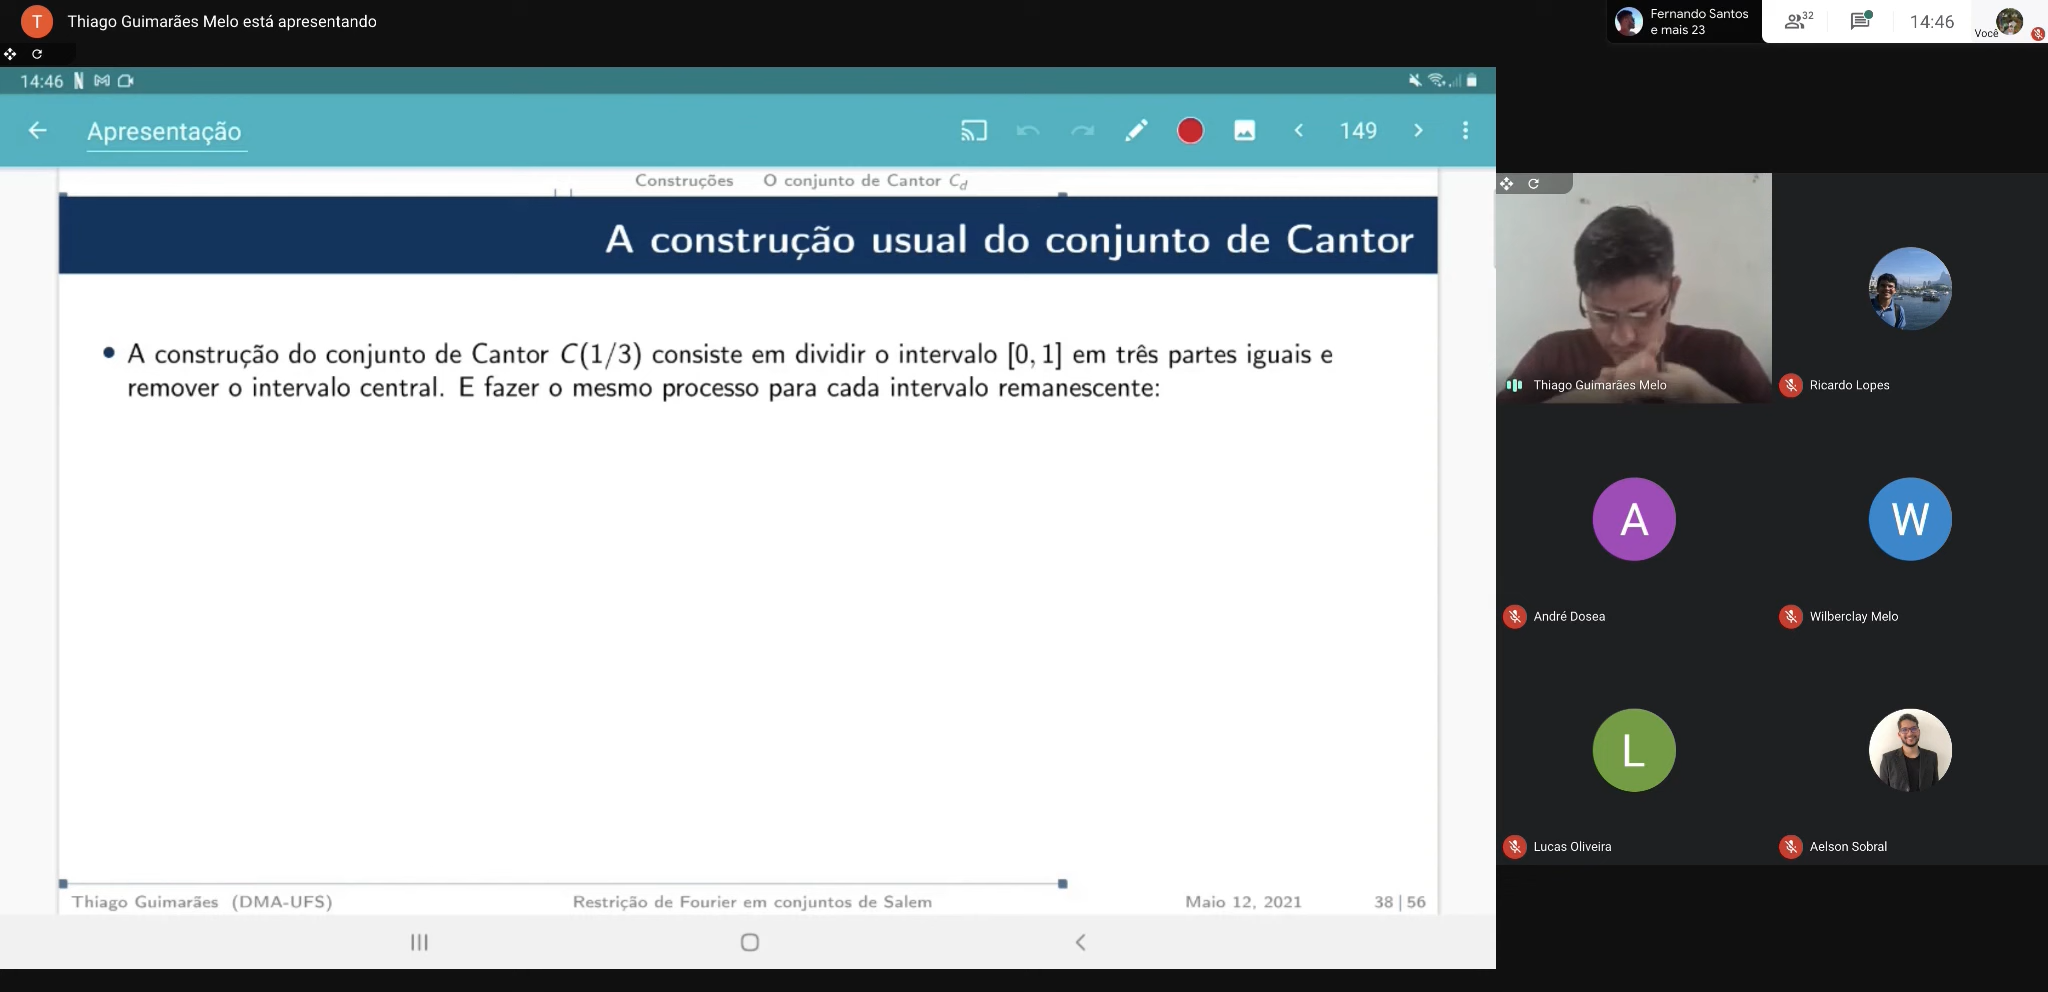 T Thiago Guimarães Melo está apresentando
Fernando Santos
e mais 23
32
14:46
Você
14:46
Apresentação
149
Construções O conjunto de Cantor C_d
A construção usual do conjunto de Cantor
• A construção do conjunto de Cantor C(1/3) consiste em dividir o intervalo [0, 1] em três partes iguais e
remover o intervalo central. E fazer o mesmo processo para cada intervalo remanescente:
Thiago Guimarães (DMA-UFS) Restrição de Fourier em conjuntos de Salem Maio 12, 2021 38 | 56
Thiago Guimarães Melo
Ricardo Lopes
A
W
André Dosea
Wilberclay Melo
L
Lucas Oliveira
Aelson Sobral